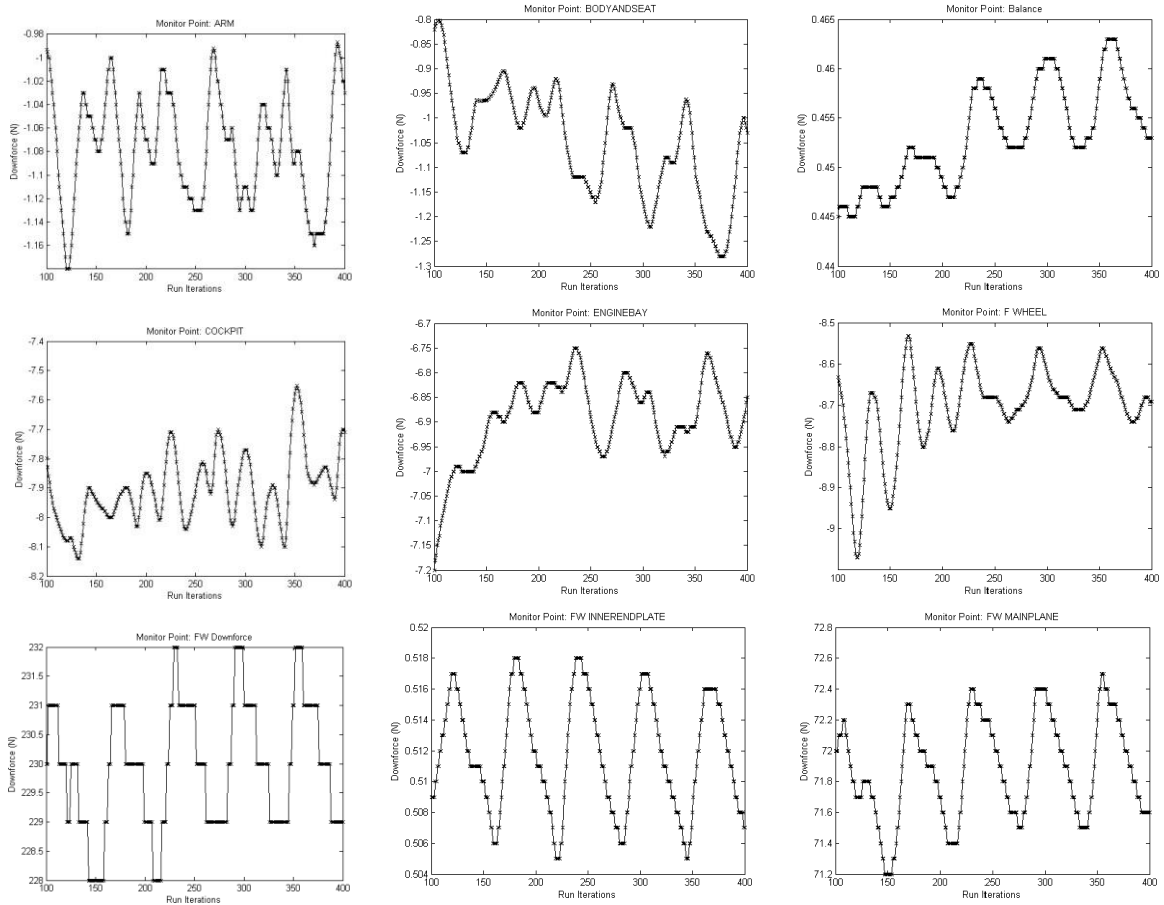 Monitor Point: ARM
Downforce (N)
-0.98
-1
-1.02
-1.04
-1.06
-1.08
-1.1
-1.12
-1.14
-1.16
100 150 200 250 300 350 400
Run Iterations
Monitor Point: BODYANDSEAT
Downforce (N)
-0.8
-0.85
-0.9
-0.95
-1
-1.05
-1.1
-1.15
-1.2
-1.25
-1.3
100 150 200 250 300 350 400
Run Iterations
Monitor Point: Balance
Downforce (N)
0.465
0.46
0.455
0.45
0.445
0.44
100 150 200 250 300 350 400
Run Iterations
Monitor Point: COCKPIT
Downforce (N)
-7.4
-7.5
-7.6
-7.7
-7.8
-7.9
-8
-8.1
-8.2
100 150 200 250 300 350 400
Run Iterations
Monitor Point: ENGINEBAY
Downforce (N)
-6.7
-6.75
-6.8
-6.85
-6.9
-6.95
-7
-7.05
-7.1
-7.15
-7.2
100 150 200 250 300 350 400
Run Iterations
Monitor Point: F WHEEL
Downforce (N)
-8.5
-8.6
-8.7
-8.8
-8.9
-9
100 150 200 250 300 350 400
Run Iterations
Monitor Point: FW Downforce
Downforce (N)
232
231.5
231
230.5
230
229.5
229
228.5
228
100 150 200 250 300 350 400
Run Iterations
Monitor Point: FW INNERENDPLATE
Downforce (N)
0.52
0.518
0.516
0.514
0.512
0.51
0.508
0.506
0.504
100 150 200 250 300 350 400
Run Iterations
Monitor Point: FW MAINPLANE
Downforce (N)
72.8
72.6
72.4
72.2
72
71.8
71.6
71.4
71.2
100 150 200 250 300 350 400
Run Iterations